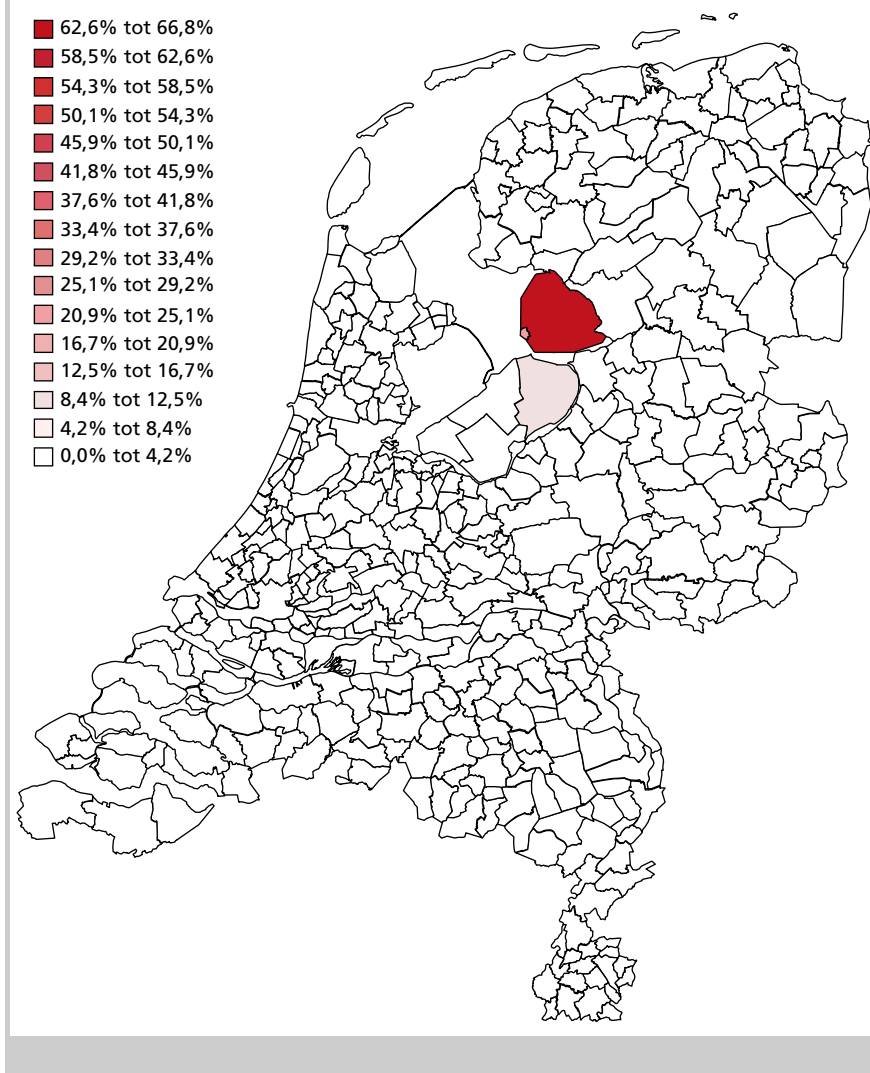 62,6% tot 66,8%
58,5% tot 62,6%
54,3% tot 58,5%
50,1% tot 54,3%
45,9% tot 50,1%
41,8% tot 45,9%
37,6% tot 41,8%
33,4% tot 37,6%
29,2% tot 33,4%
25,1% tot 29,2%
20,9% tot 25,1%
16,7% tot 20,9%
12,5% tot 16,7%
8,4% tot 12,5%
4,2% tot 8,4%
0,0% tot 4,2%